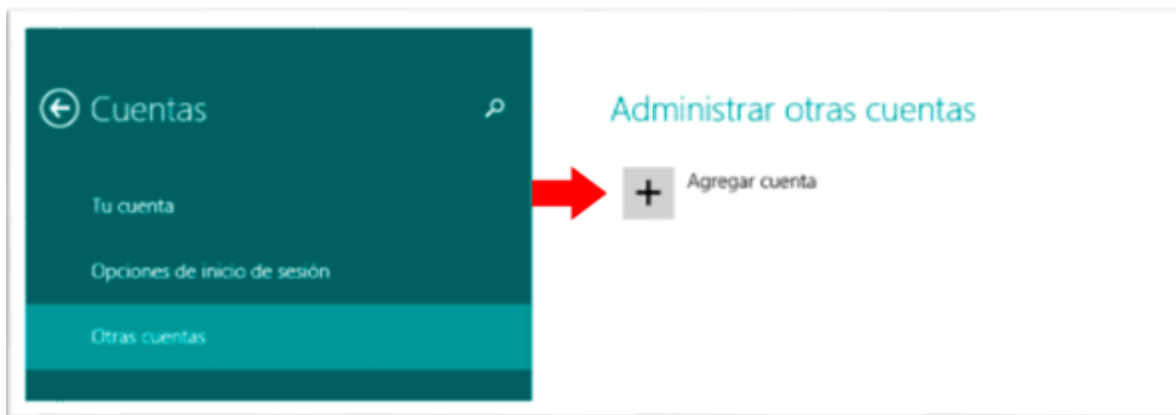 Cuentas
Tu cuenta
Opciones de inicio de sesión
Otras cuentas
Administrar otras cuentas
Agregar cuenta